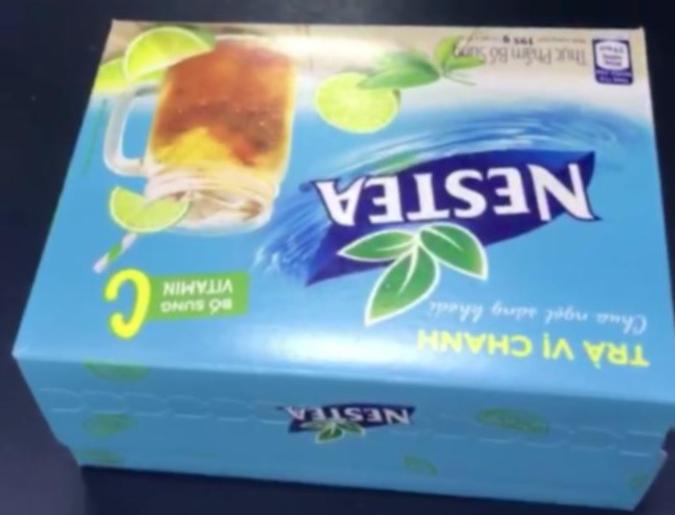 TRÀ VỊ CHANH
Chua ngọt sảng khoái
NESTEA
BỔ SUNG
VITAMIN
C
Thực Phẩm Bổ Sung
195 g
NESTEA